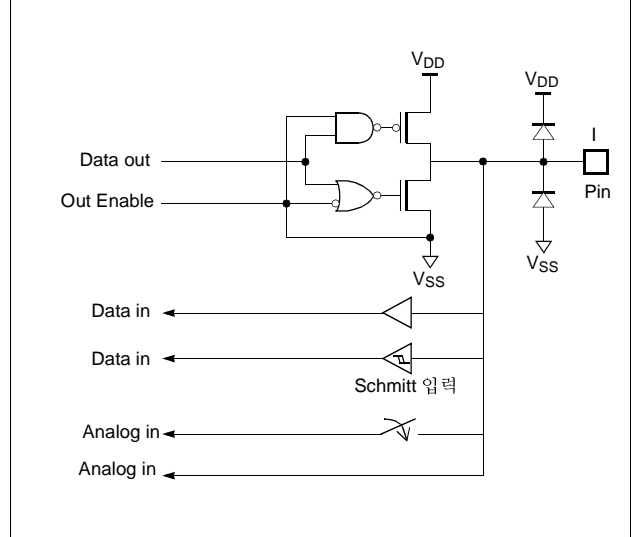 VDD
VDD
I
Data out
Pin
Out Enable
VSS
VSS
Data in
Data in
Schmitt 입력
Analog in
Analog in